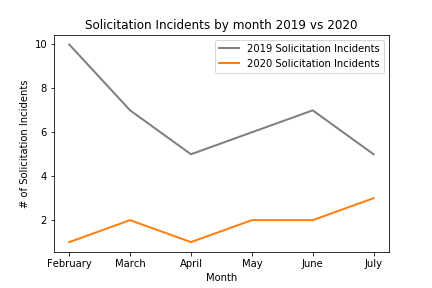 Solicitation Incidents by month 2019 vs 2020
2019 Solicitation Incidents
2020 Solicitation Incidents
# of Solicitation Incidents
10
8
6
4
2
February March April May June July
Month